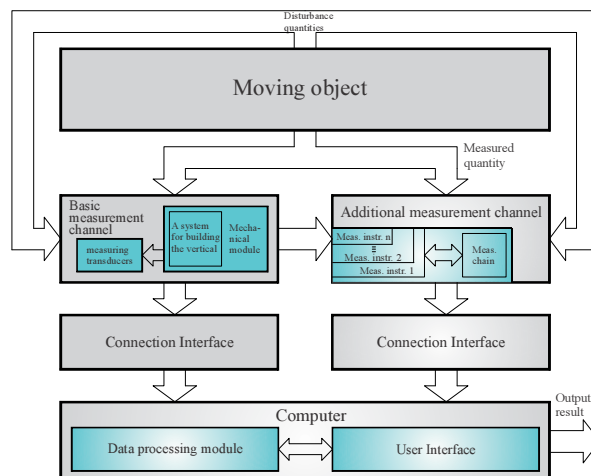 Disturbance
quantities
Moving object
Measured
quantity
Basic
measurement
channel
measuring
transducers
A system
for building
the vertical
Mecha-
nical
module
Additional measurement channel
Meas. instr. n
Meas. instr. 2
Meas. instr. 1
Meas.
chain
Connection Interface
Connection Interface
Computer
Data processing module
User Interface
Output
result